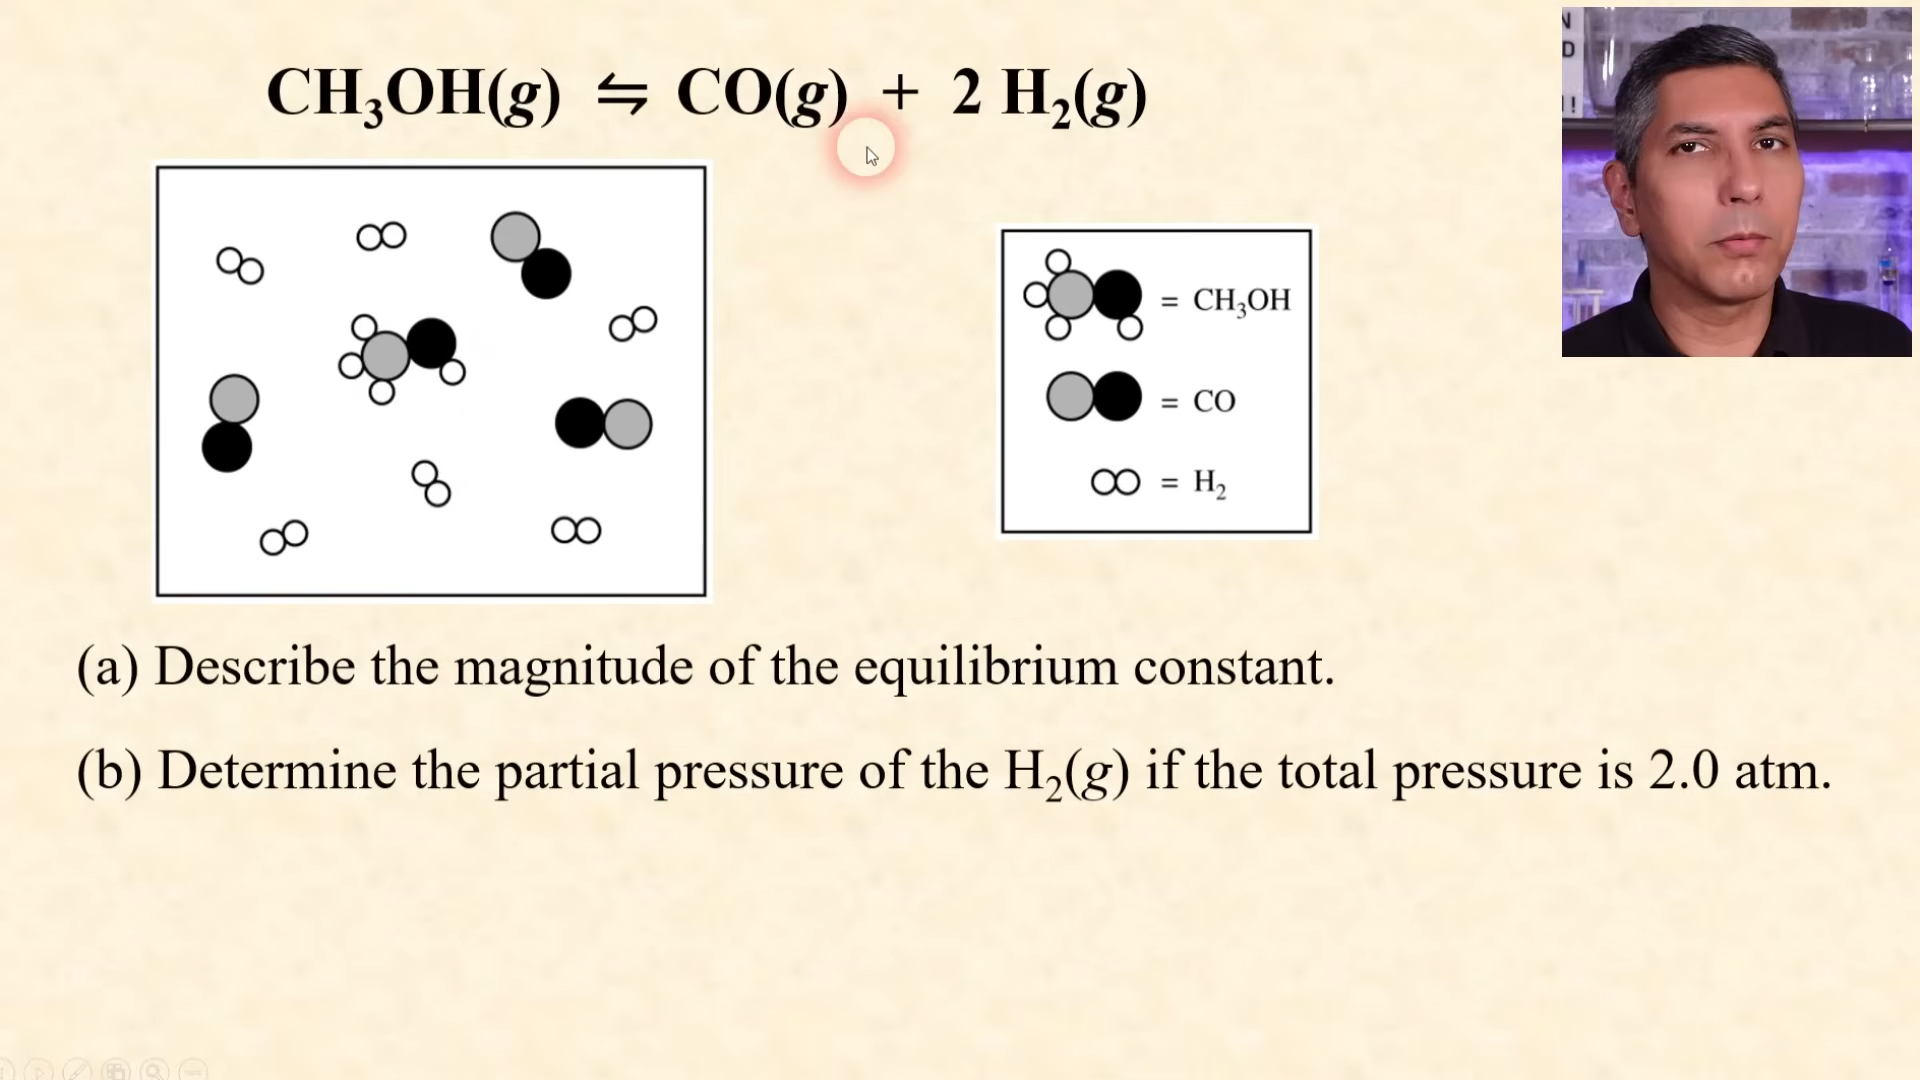 CH₃OH(g) ⇋ CO(g) + 2 H₂(g)
= CH₃OH
= CO
= H₂
(a) Describe the magnitude of the equilibrium constant.
(b) Determine the partial pressure of the H₂(g) if the total pressure is 2.0 atm.